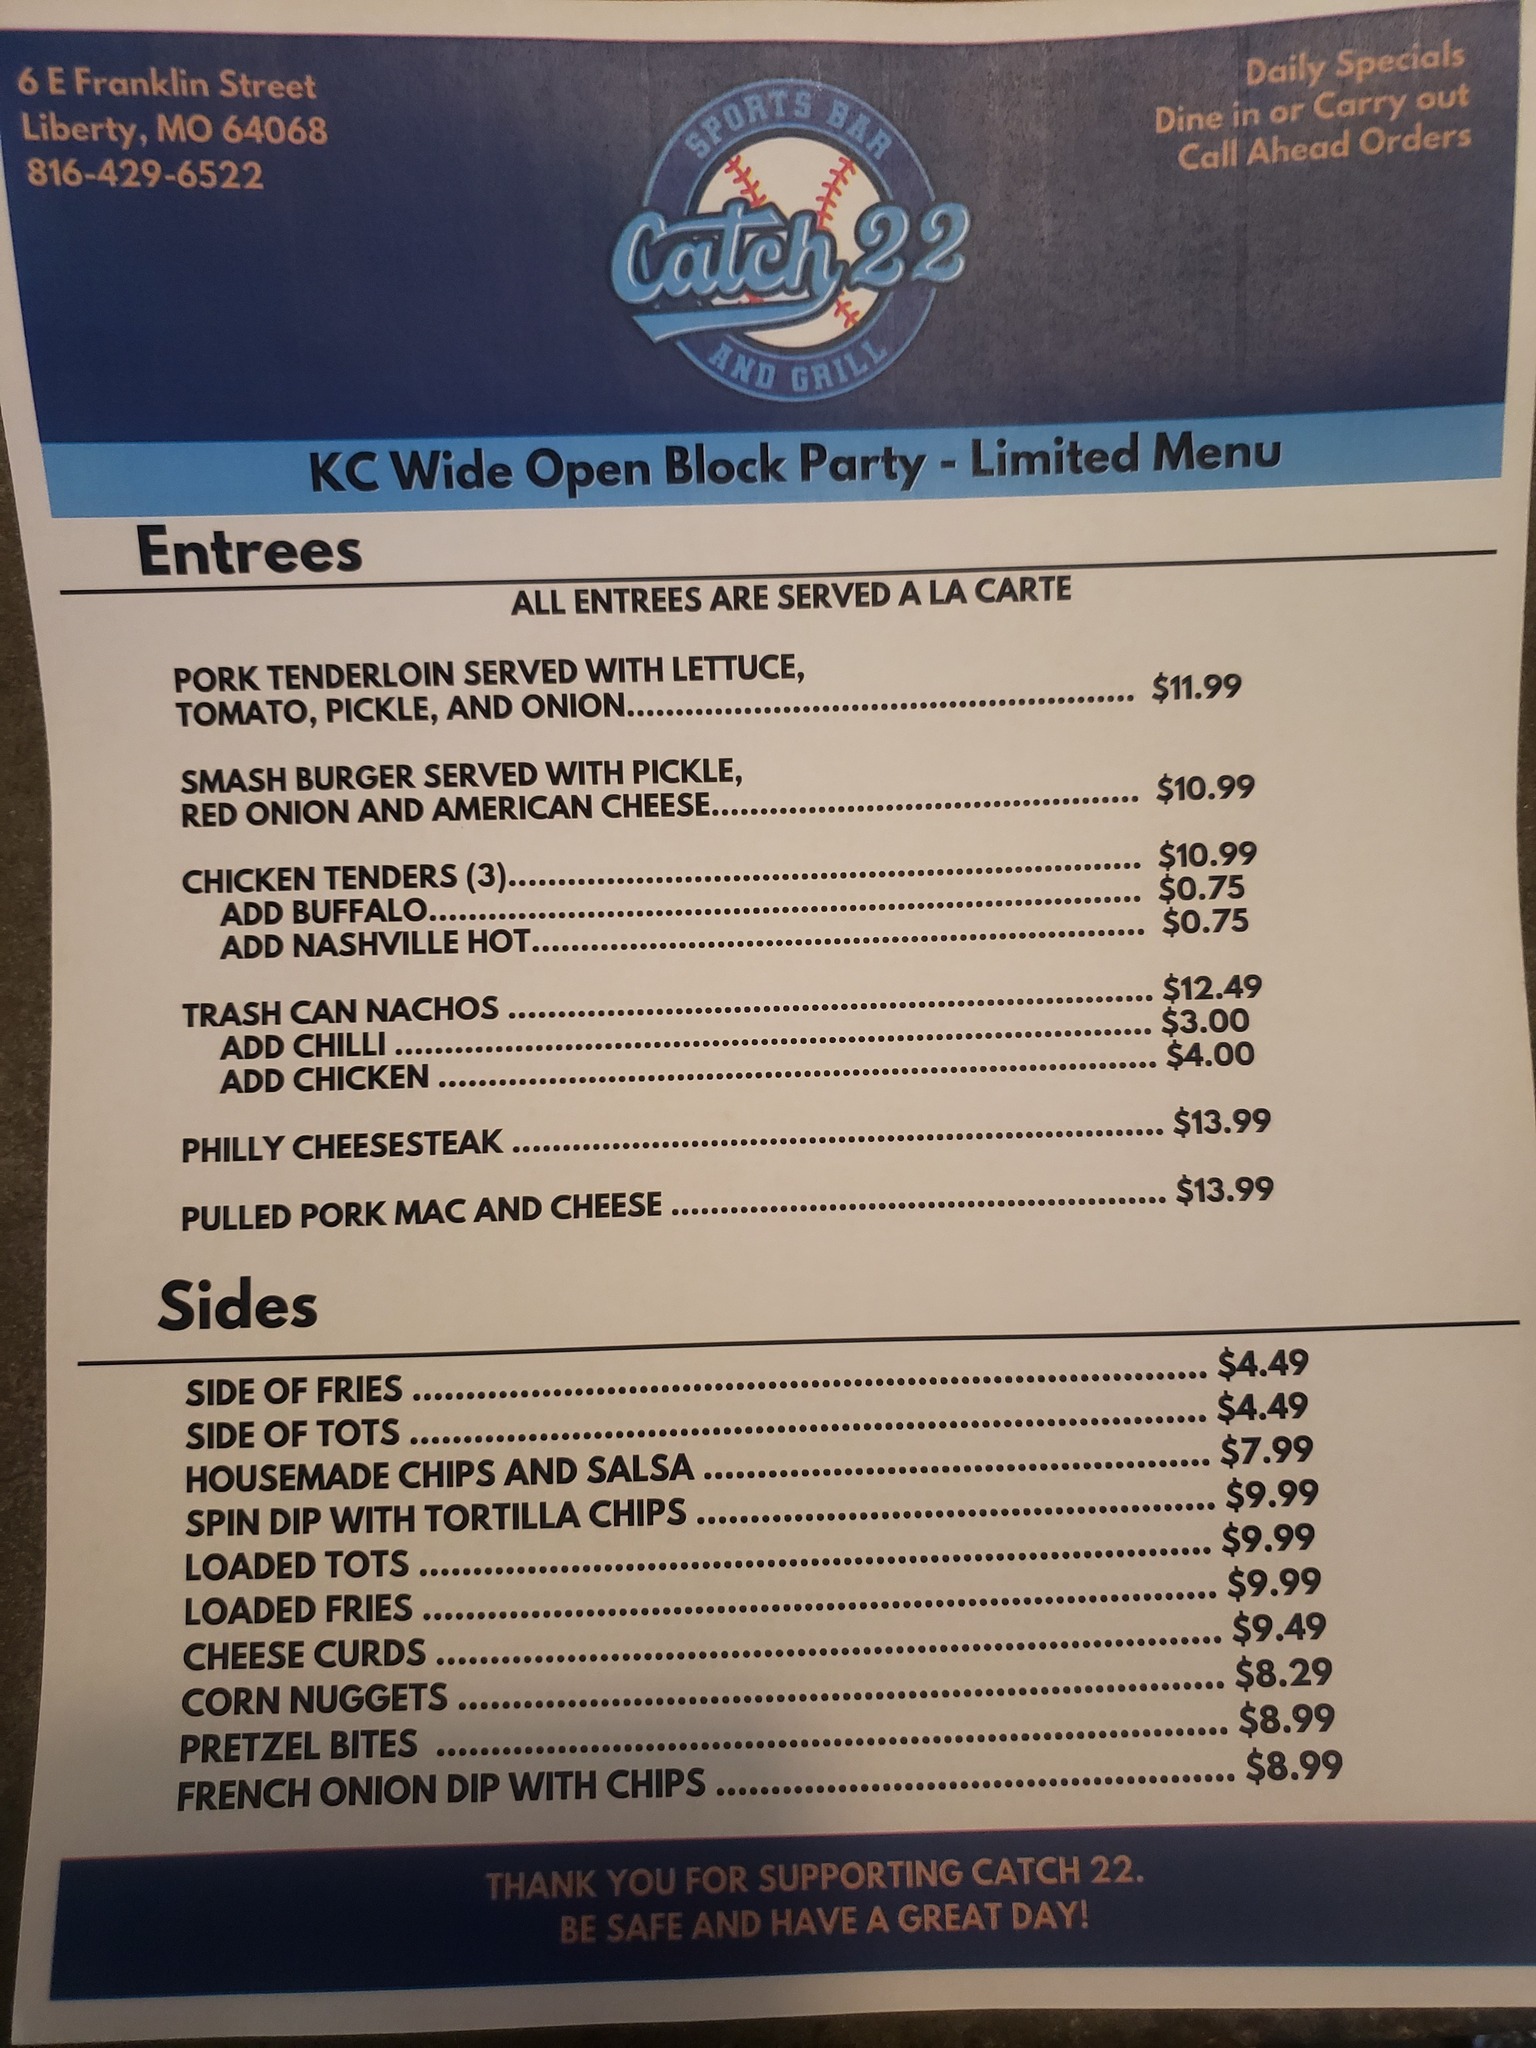 6 E Franklin Street
Liberty, MO 64068
816-429-6522
Daily Specials
Dine in or Carry out
Call Ahead Orders
SPORTS BAR
Catch 22
AND GRILL
KC Wide Open Block Party - Limited Menu
Entrees
ALL ENTREES ARE SERVED A LA CARTE
PORK TENDERLOIN SERVED WITH LETTUCE,
TOMATO, PICKLE, AND ONION.................................................... $11.99
SMASH BURGER SERVED WITH PICKLE,
RED ONION AND AMERICAN CHEESE........................................... $10.99
CHICKEN TENDERS (3)................................................................ $10.99
ADD BUFFALO........................................................................ $0.75
ADD NASHVILLE HOT.............................................................. $0.75
TRASH CAN NACHOS ................................................................. $12.49
ADD CHILLI ............................................................................ $3.00
ADD CHICKEN ........................................................................ $4.00
PHILLY CHEESESTEAK .................................................................. $13.99
PULLED PORK MAC AND CHEESE .................................................. $13.99
Sides
SIDE OF FRIES .................................................................................. $4.49
SIDE OF TOTS .................................................................................. $4.49
HOUSEMADE CHIPS AND SALSA .................................................... $7.99
SPIN DIP WITH TORTILLA CHIPS ..................................................... $9.99
LOADED TOTS ................................................................................. $9.99
LOADED FRIES ................................................................................. $9.99
CHEESE CURDS ................................................................................ $9.49
CORN NUGGETS .............................................................................. $8.29
PRETZEL BITES ................................................................................. $8.99
FRENCH ONION DIP WITH CHIPS ..................................................... $8.99
THANK YOU FOR SUPPORTING CATCH 22.
BE SAFE AND HAVE A GREAT DAY!